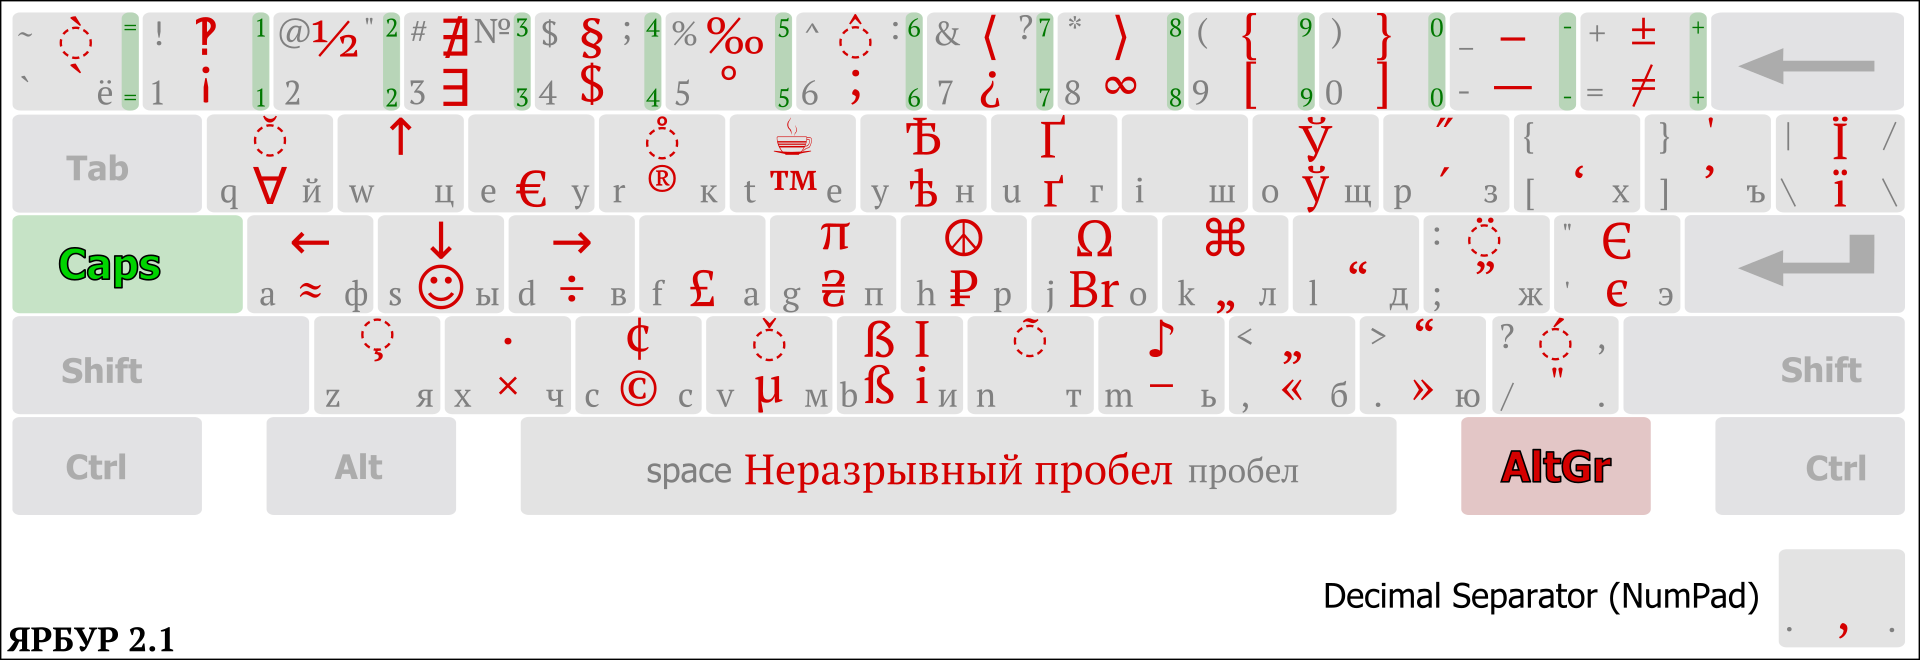 ~ ` ◌̀ ˋ ё = =
! 1 ‽ ¡ 1 1
@ 2 ½ " 2 2
# 3 ∄ ∃ № 3 3
$ 4 § $ ; 4 4
% 5 ‰ ° 5 5
^ 6 ◌̂ ; : 6 6
& 7 ⟨ ¿ ? 7 7
* 8 ⟩ ∞ 8 8
( 9 { [ 9 9
) 0 } ] 0 0
_ - – — - -
+ = ± ≠ + +
Tab
q ◌̆ ∀ й
w ↑ ц
e € у
r ◌̊ ® к
t ☕ ™ е
y Ѣ ѣ н
u Ґ ґ г
i ш
o Ў ў щ
p ˝ ´ з
{ [ ‘ х
} ] ' ’ ъ
| \ Ї ї / \
Caps
a ← ≈ ф
s ↓ ☺ ы
d → ÷ в
f £ а
g π ₴ п
h ☮ ₽ р
j Ω Br о
k ⌘ „ л
l “ д
: ; ◌̈ ” ж
" ' Є є э
Shift
z ◌̧ я
x · × ч
c ¢ © с
v ◌̌ µ м
b ẞ ß І і и
n ◌̃ т
m ♪ − ь
< , „ « б
> . “ » ю
? / ◌́ " , .
Shift
Ctrl
Alt
space Неразрывный пробел пробел
AltGr
Ctrl
Decimal Separator (NumPad)
. , .
ЯРБУР 2.1